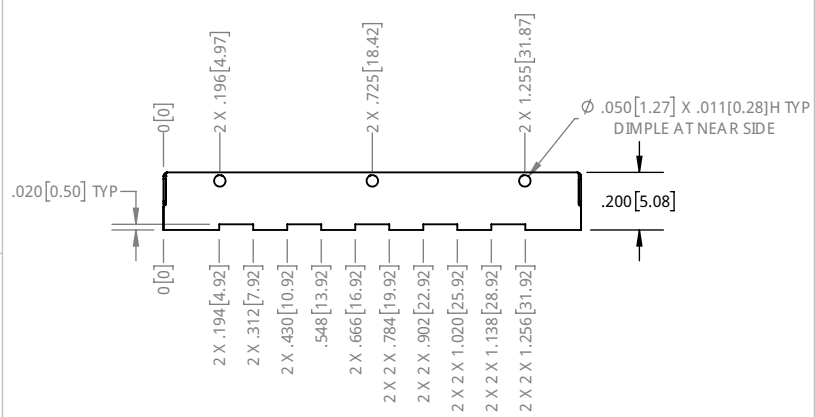 0[0]
2 X .196[4.97]
2 X .725[18.42]
2 X 1.255[31.87]
Ø .050[1.27] X .011[0.28]H TYP
DIMPLE AT NEAR SIDE
.020[0.50] TYP
.200[5.08]
0[0]
2 X .194[4.92]
2 X .312[7.92]
2 X .430[10.92]
.548[13.92]
2 X .666[16.92]
2 X 2 X .784[19.92]
2 X 2 X .902[22.92]
2 X 2 X 1.020[25.92]
2 X 2 X 1.138[28.92]
2 X 2 X 1.256[31.92]